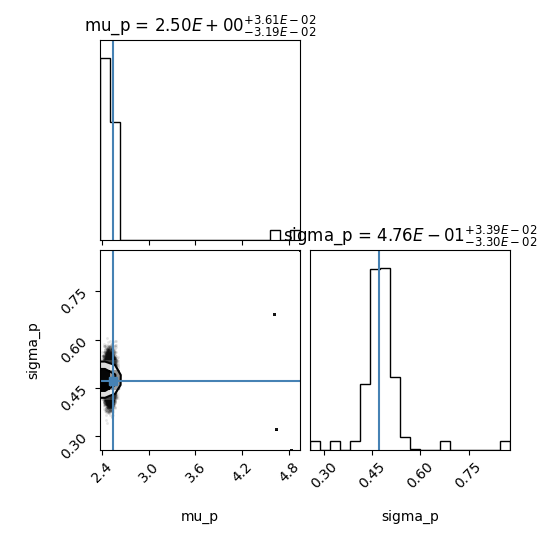 mu_p = 2.50E + 00+3.61E − 02 −3.19E − 02
sigma_p = 4.76E − 01+3.39E − 02 −3.30E − 02
sigma_p
0.75
0.60
0.45
0.30
2.4 3.0 3.6 4.2 4.8
0.30 0.45 0.60 0.75
mu_p
sigma_p